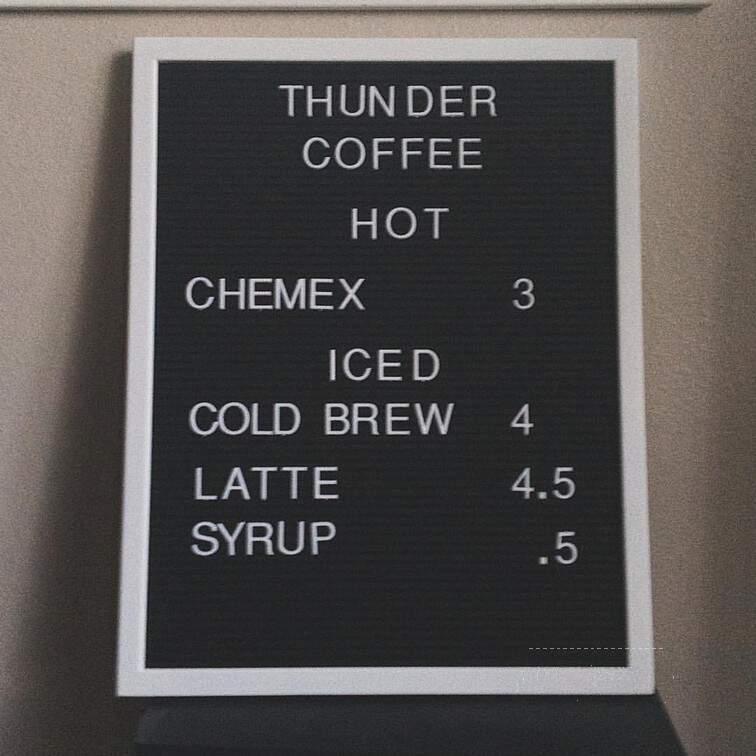 THUNDER
COFFEE
HOT
CHEMEX 3
ICED
COLD BREW 4
LATTE 4.5
SYRUP .5